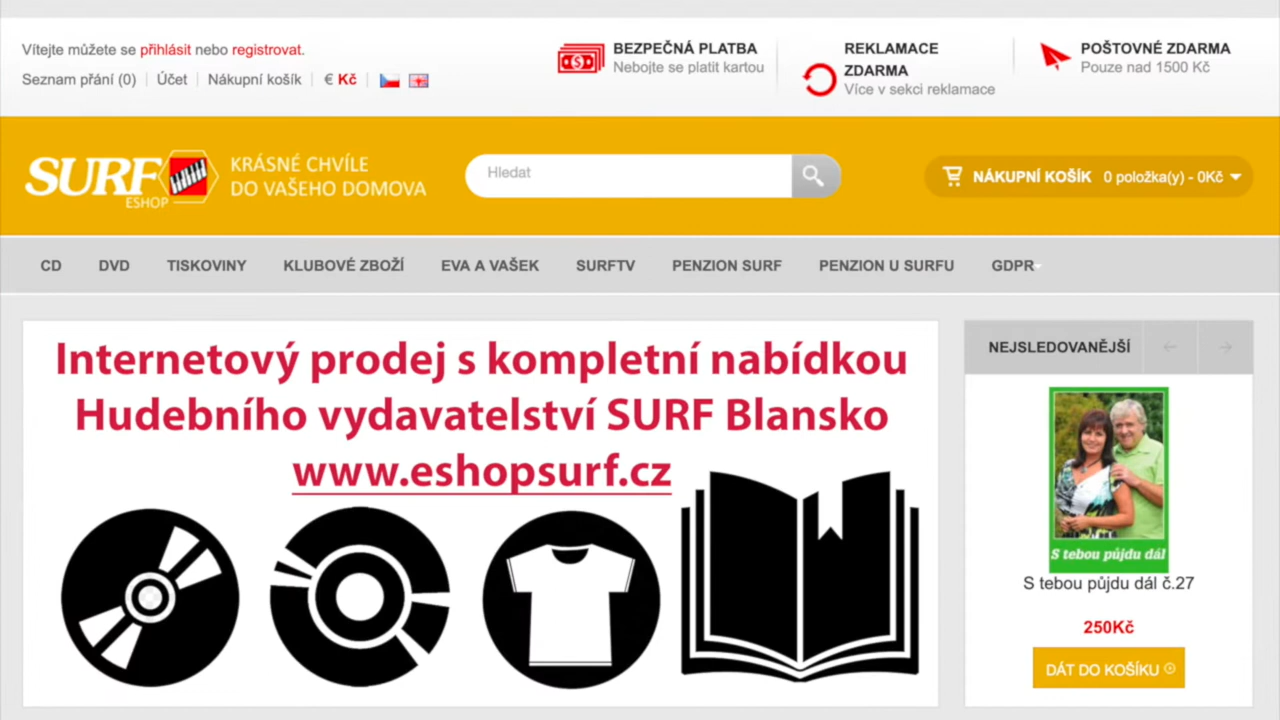 Vítejte můžete se přihlásit nebo registrovat.
Seznam přání (0) Účet Nákupní košík € Kč
BEZPEČNÁ PLATBA
Nebojte se platit kartou
REKLAMACE
ZDARMA
Více v sekci reklamace
POŠTOVNÉ ZDARMA
Pouze nad 1500 Kč
SURF
ESHOP
KRÁSNÉ CHVÍLE
DO VAŠEHO DOMOVA
Hledat
NÁKUPNÍ KOŠÍK 0 položka(y) - 0Kč
CD DVD TISKOVINY KLUBOVÉ ZBOŽÍ EVA A VAŠEK SURFTV PENZION SURF PENZION U SURFU GDPR
Internetový prodej s kompletní nabídkou
Hudebního vydavatelství SURF Blansko
www.eshopsurf.cz
NEJSLEDOVANĚJŠÍ
S tebou půjdu dál
S tebou půjdu dál č.27
250Kč
DÁT DO KOŠÍKU